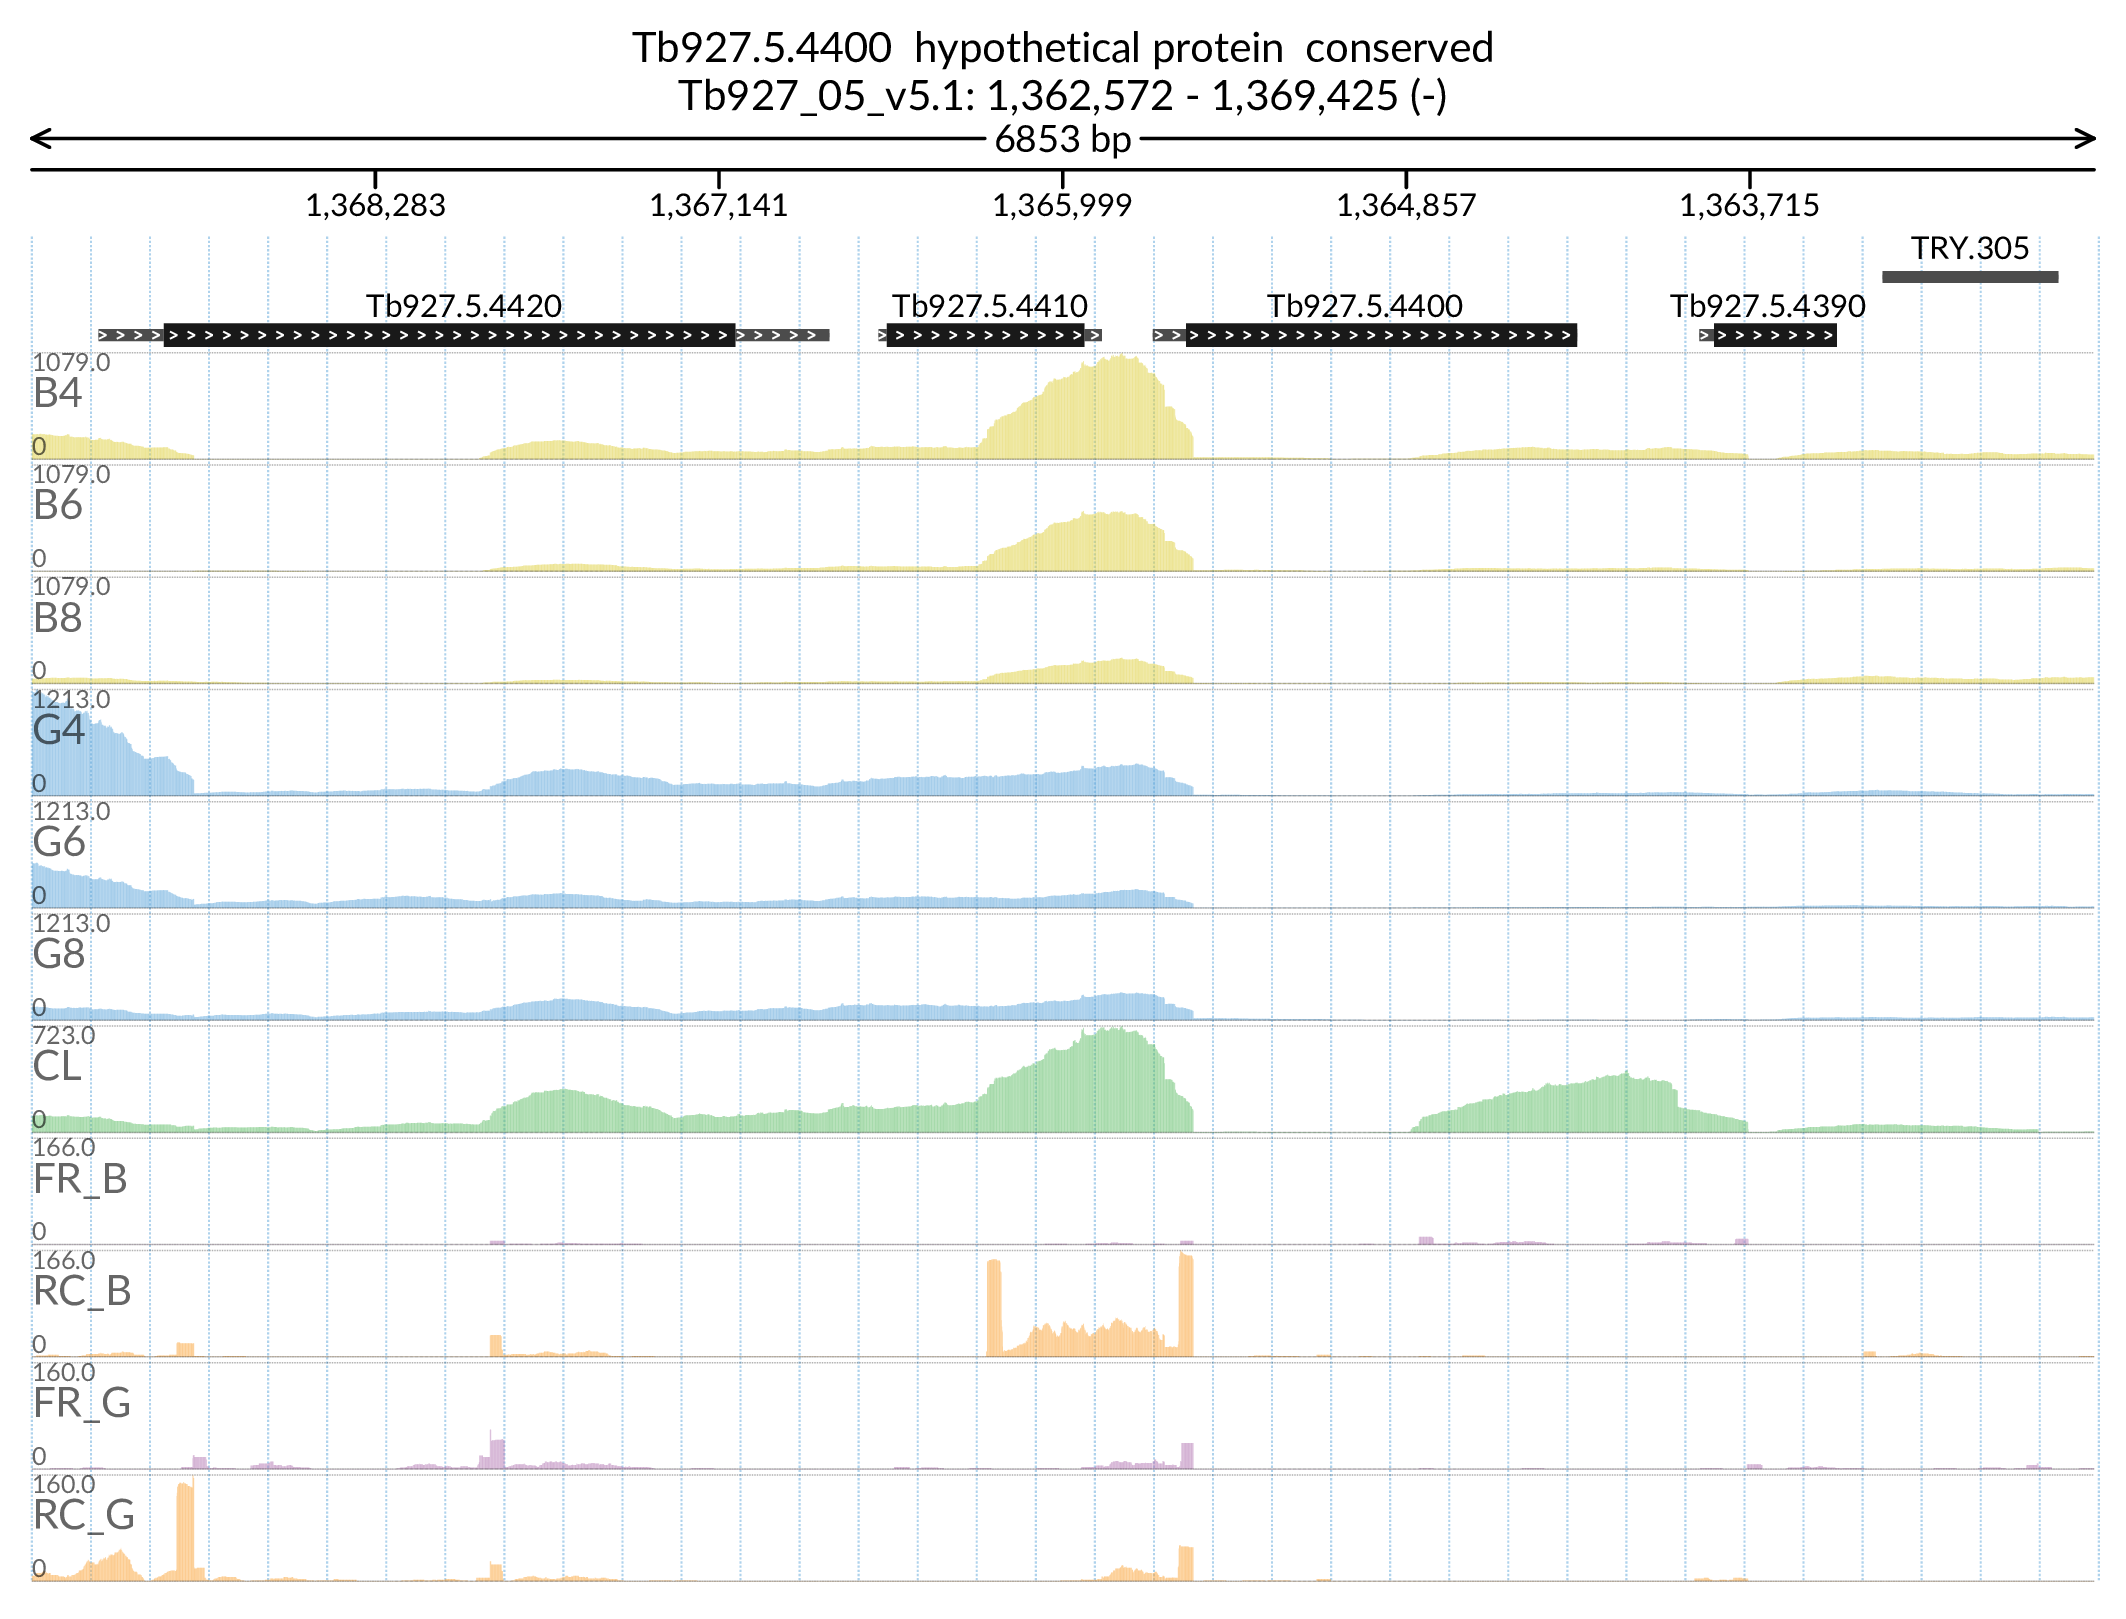 Tb927.5.4400 hypothetical protein conserved
Tb927_05_v5.1: 1,362,572 - 1,369,425 (-)
6853 bp
1,368,283 1,367,141 1,365,999 1,364,857 1,363,715
TRY.305
Tb927.5.4420 Tb927.5.4410 Tb927.5.4400 Tb927.5.4390
1079.0
B4
0
1079.0
B6
0
1079.0
B8
0
1213.0
G4
0
1213.0
G6
0
1213.0
G8
0
723.0
CL
0
166.0
FR_B
0
166.0
RC_B
0
160.0
FR_G
0
160.0
RC_G
0